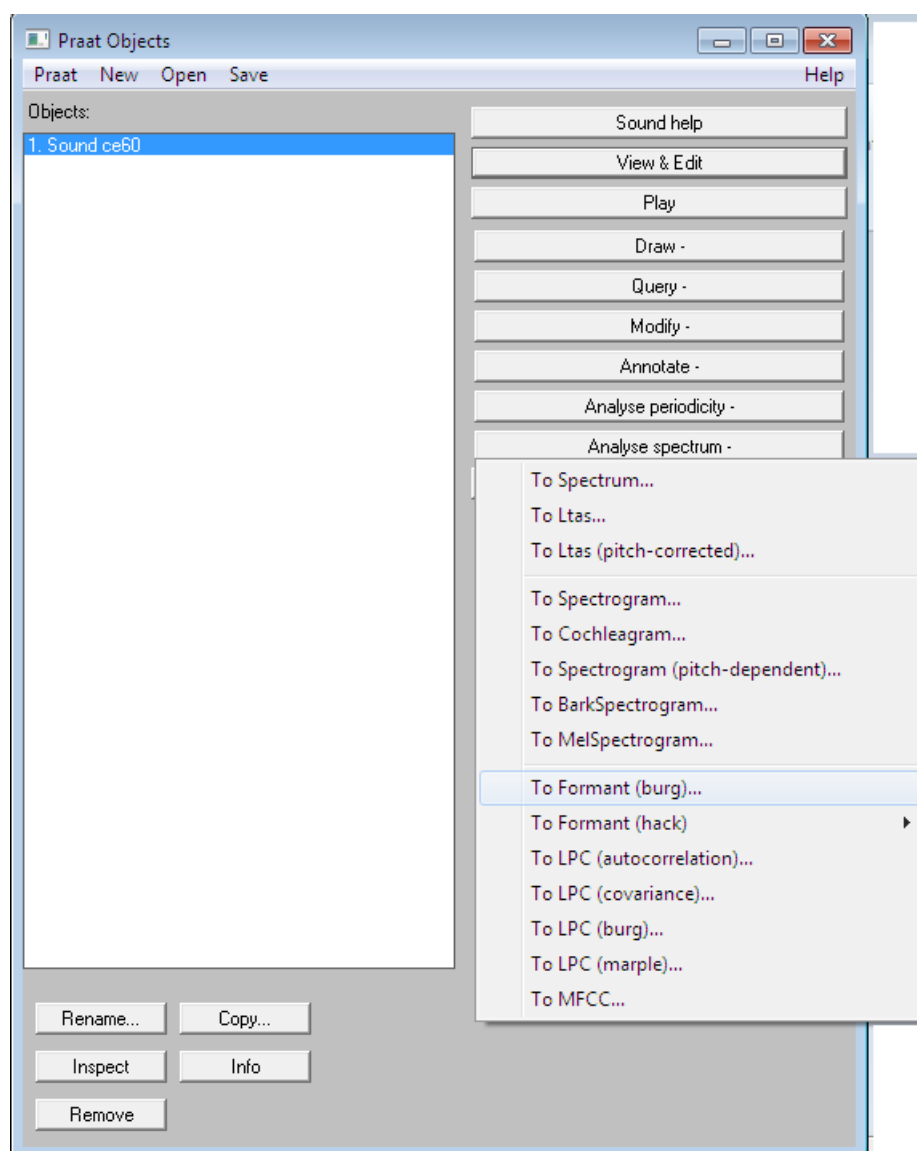 Praat Objects
Praat New Open Save Help
Objects:
1. Sound ce60
Sound help
View & Edit
Play
Draw -
Query -
Modify -
Annotate -
Analyse periodicity -
Analyse spectrum -
To Spectrum...
To Ltas...
To Ltas (pitch-corrected)...
To Spectrogram...
To Cochleagram...
To Spectrogram (pitch-dependent)...
To BarkSpectrogram...
To MelSpectrogram...
To Formant (burg)...
To Formant (hack)
To LPC (autocorrelation)...
To LPC (covariance)...
To LPC (burg)...
To LPC (marple)...
To MFCC...
Rename... Copy...
Inspect Info
Remove